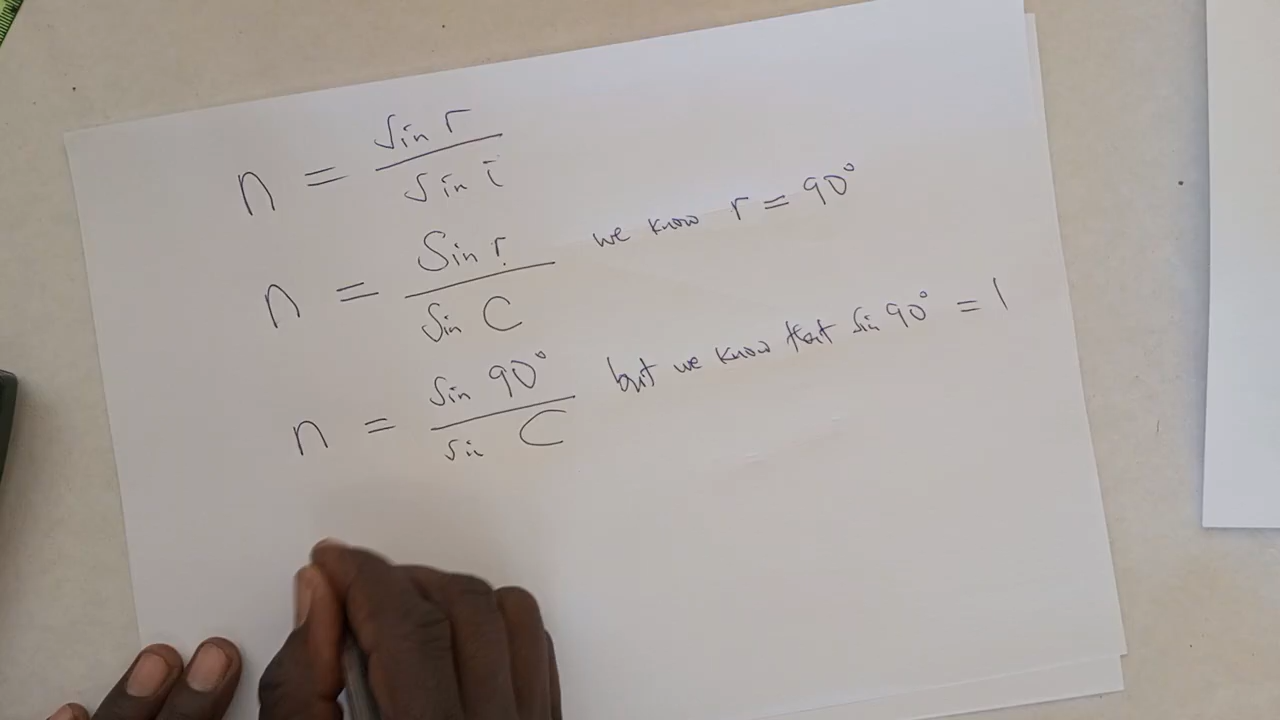 n = sin r / sin i
n = Sin r / sin C we know r = 90°
n = sin 90° / sin C but we know that sin 90° = 1